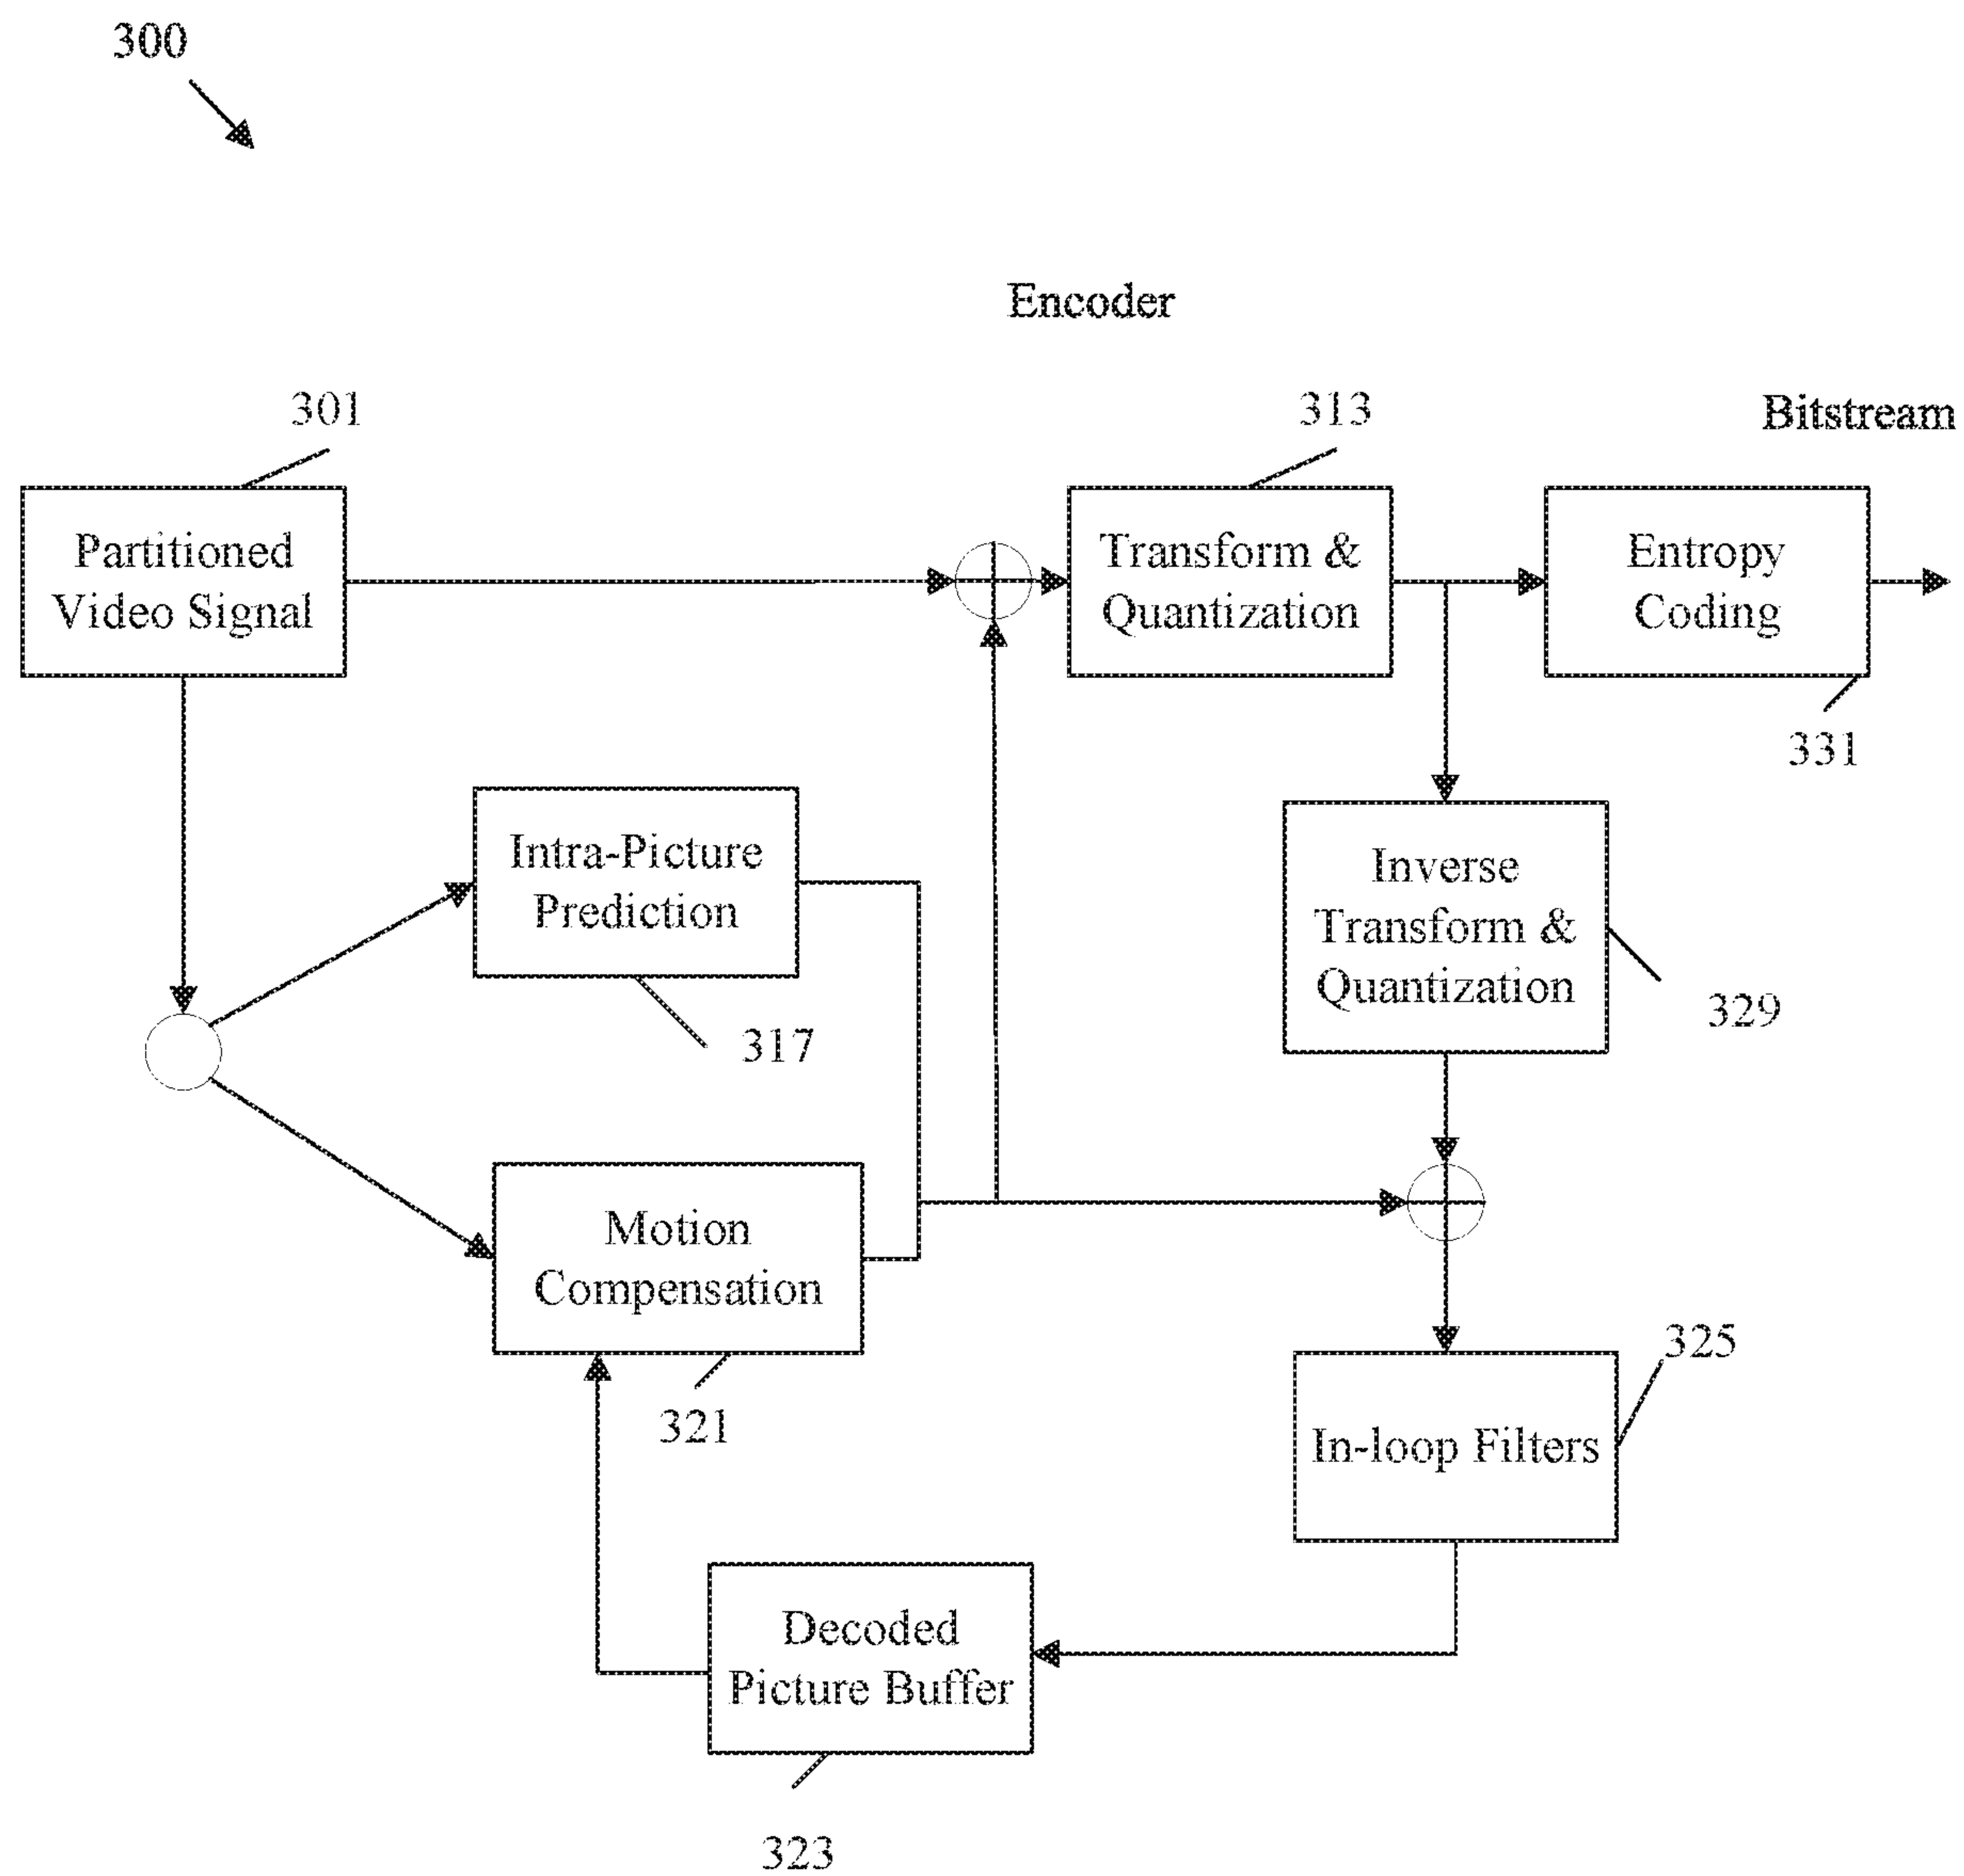 300
Encoder
301
313
Bitstream
Partitioned
Video Signal
Transform &
Quantization
Entropy
Coding
331
Intra-Picture
Prediction
317
Inverse
Transform &
Quantization
329
Motion
Compensation
321
325
In-loop Filters
Decoded
Picture Buffer
323